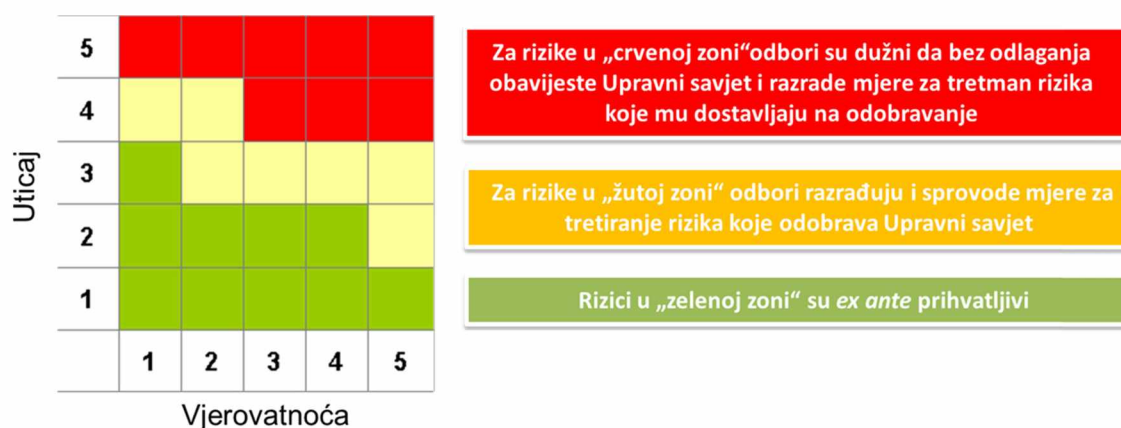 5
4
3
2
1
1 2 3 4 5
Uticaj
Vjerovatnoća
Za rizike u „crvenoj zoni“odbori su dužni da bez odlaganja
obavijeste Upravni savjet i razrade mjere za tretman rizika
koje mu dostavljaju na odobravanje
Za rizike u „žutoj zoni“ odbori razrađuju i sprovode mjere za
tretiranje rizika koje odobrava Upravni savjet
Rizici u „zelenoj zoni“ su ex ante prihvatljivi